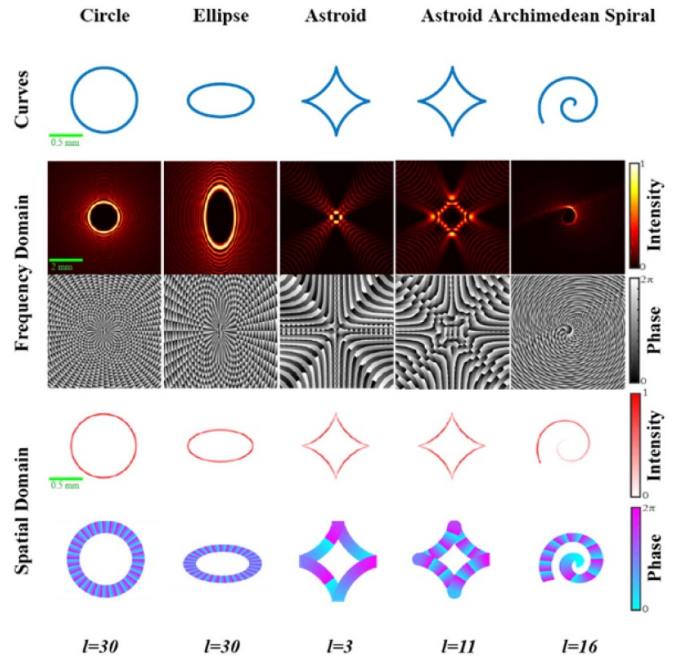 Circle Ellipse Astroid Astroid Archimedean Spiral
Curves
0.5 mm
Frequency Domain
2 mm
1
Intensity
0
2π
Phase
0
Spatial Domain
0.5 mm
1
Intensity
0
2π
Phase
0
l=30 l=30 l=3 l=11 l=16